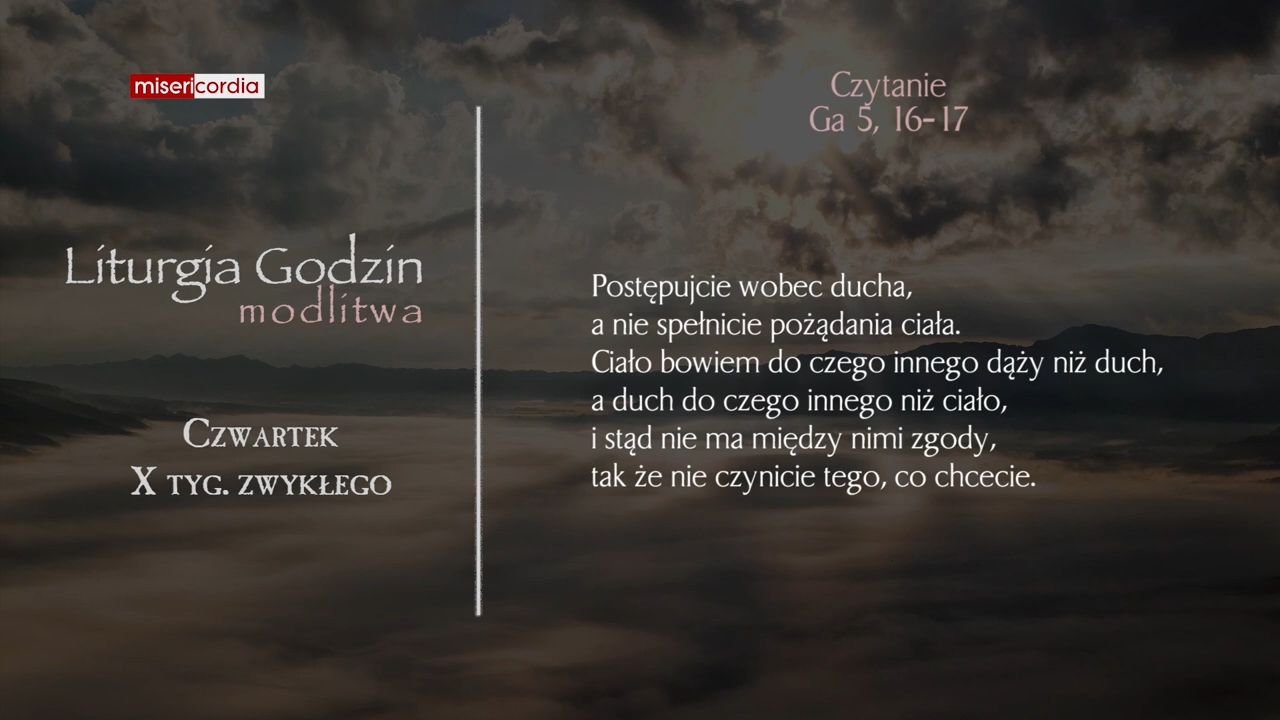 misericordia
Liturgia Godzin
modlitwa
Czwartek
X tyg. zwykłego
Czytanie
Ga 5, 16-17
Postępujcie wobec ducha,
a nie spełnicie pożądania ciała.
Ciało bowiem do czego innego dąży niż duch,
a duch do czego innego niż ciało,
i stąd nie ma między nimi zgody,
tak że nie czynicie tego, co chcecie.